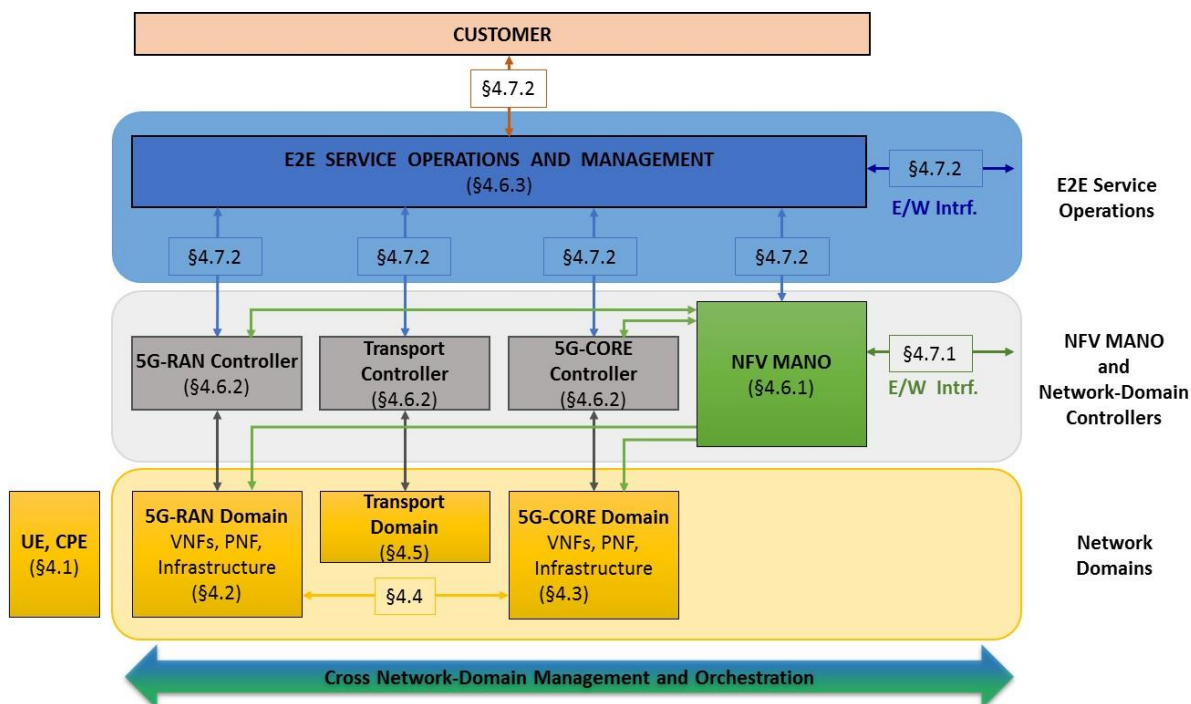 CUSTOMER
§4.7.2
E2E SERVICE OPERATIONS AND MANAGEMENT
(§4.6.3)
§4.7.2
E/W Intrf.
E2E Service
Operations
§4.7.2
§4.7.2
§4.7.2
§4.7.2
5G-RAN Controller
(§4.6.2)
Transport
Controller
(§4.6.2)
5G-CORE
Controller
(§4.6.2)
NFV MANO
(§4.6.1)
§4.7.1
E/W Intrf.
NFV MANO
and
Network-Domain
Controllers
UE, CPE
(§4.1)
5G-RAN Domain
VNFs, PNF,
Infrastructure
(§4.2)
Transport
Domain
(§4.5)
§4.4
5G-CORE Domain
VNFs, PNF,
Infrastructure
(§4.3)
Network
Domains
Cross Network-Domain Management and Orchestration